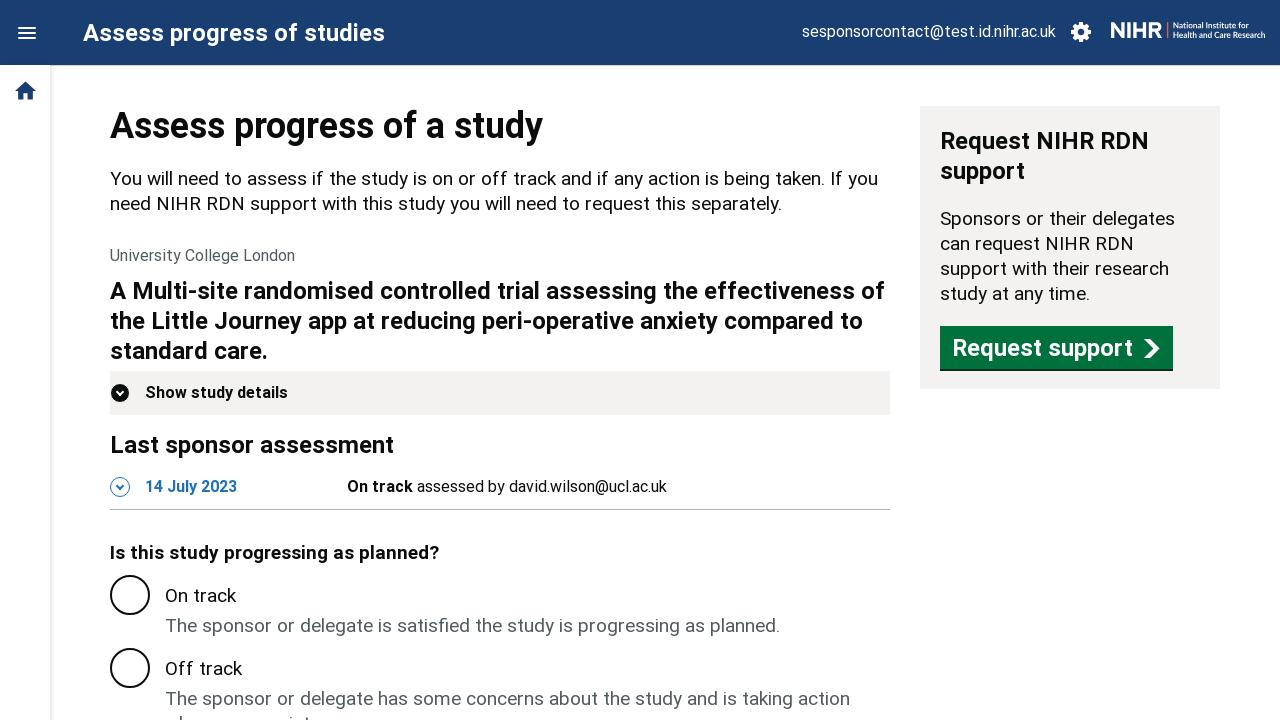 Assess progress of studies
sesponsorcontact@test.id.nihr.ac.uk
NIHR
National Institute for
Health and Care Research
Assess progress of a study
You will need to assess if the study is on or off track and if any action is being taken. If you
need NIHR RDN support with this study you will need to request this separately.
University College London
A Multi-site randomised controlled trial assessing the effectiveness of
the Little Journey app at reducing peri-operative anxiety compared to
standard care.
Show study details
Last sponsor assessment
14 July 2023
On track assessed by david.wilson@ucl.ac.uk
Is this study progressing as planned?
On track
The sponsor or delegate is satisfied the study is progressing as planned.
Off track
The sponsor or delegate has some concerns about the study and is taking action
Request NIHR RDN
support
Sponsors or their delegates
can request NIHR RDN
support with their research
study at any time.
Request support